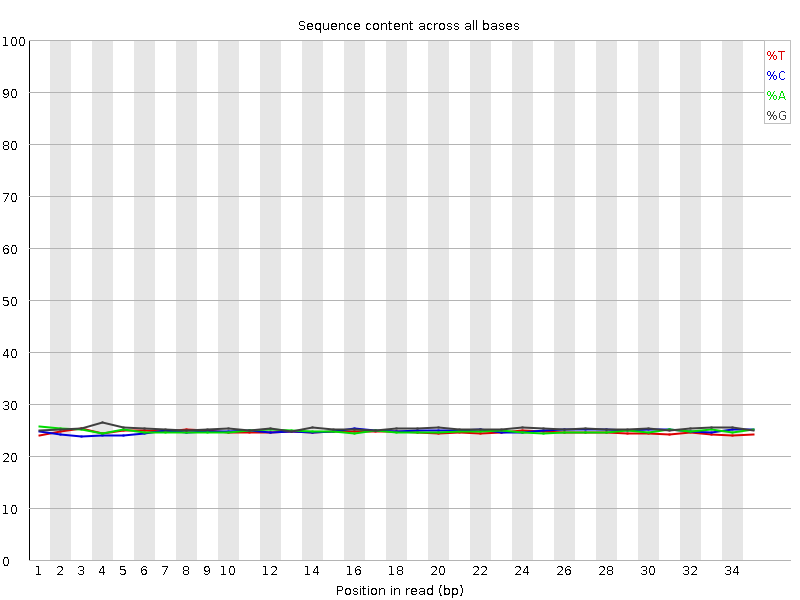 Sequence content across all bases
100
90
80
70
60
50
40
30
20
10
0
%T
%C
%A
%G
1 2 3 4 5 6 7 8 9 10 12 14 16 18 20 22 24 26 28 30 32 34
Position in read (bp)